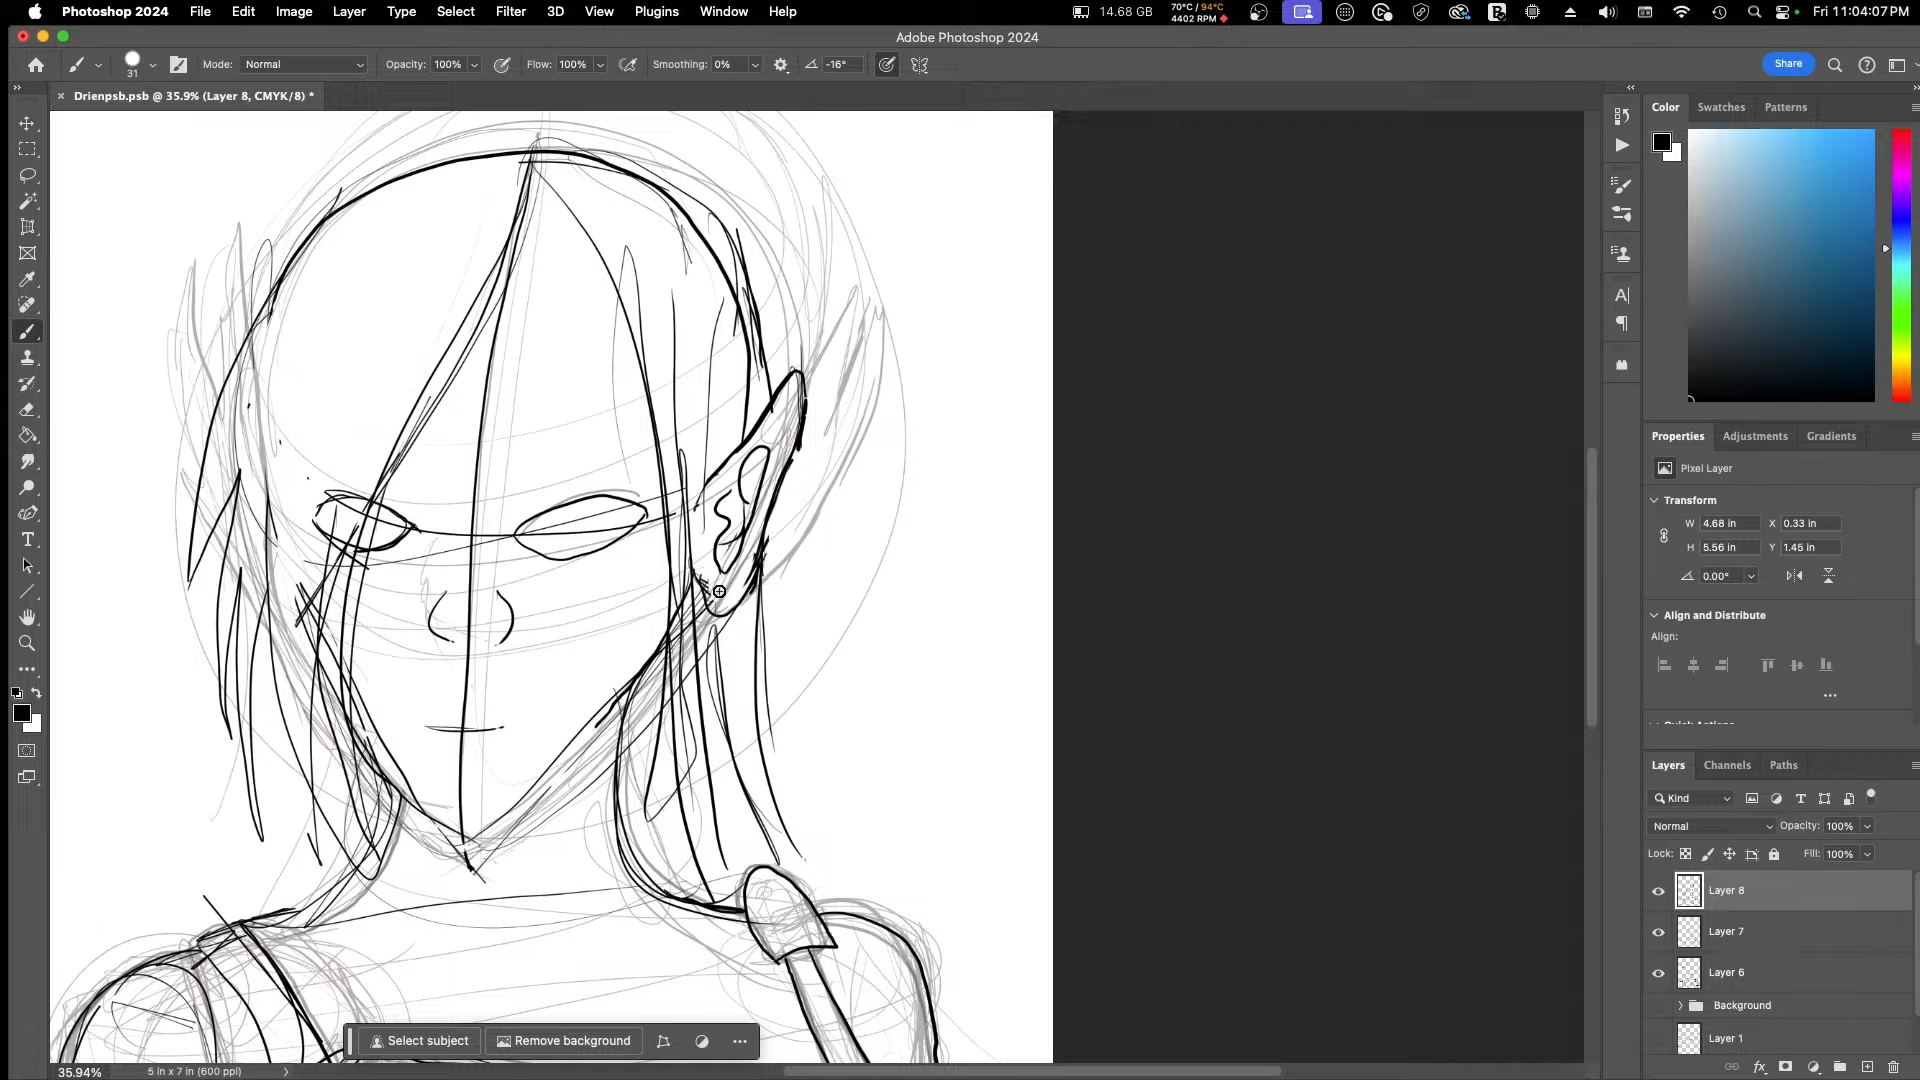 Photoshop 2024 File Edit Image Layer Type Select Filter 3D View Plugins Window Help 14.68 GB 70°C / 94°C 4402 RPM Fri 11:04:07 PM
Adobe Photoshop 2024
31 Mode: Normal Opacity: 100% Flow: 100% Smoothing: 0% -16° Share
Drienpsb.psb @ 35.9% (Layer 8, CMYK/8) *
Color Swatches Patterns
Properties Adjustments Gradients
Pixel Layer
Transform
W 4.68 in X 0.33 in
H 5.56 in Y 1.45 in
0.00°
Align and Distribute
Align:
Layers Channels Paths
Kind
Normal Opacity: 100%
Lock: Fill: 100%
Layer 8
Layer 7
Layer 6
Background
Layer 1
Select subject Remove background
35.94% 5 in x 7 in (600 ppi)